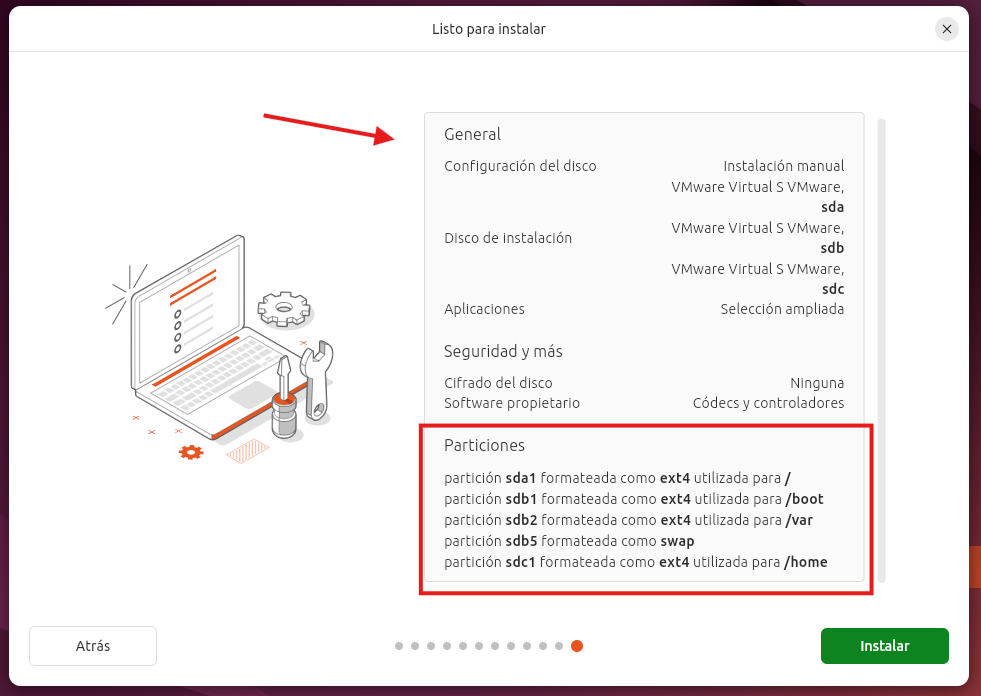 Listo para instalar
General
Configuración del disco Instalación manual
VMware Virtual S VMware,
sda
VMware Virtual S VMware,
Disco de instalación
sdb
VMware Virtual S VMware,
sdc
Aplicaciones Selección ampliada
Seguridad y más
Cifrado del disco Ninguna
Software propietario Códecs y controladores
Particiones
partición sda1 formateada como ext4 utilizada para /
partición sdb1 formateada como ext4 utilizada para /boot
partición sdb2 formateada como ext4 utilizada para /var
partición sdb5 formateada como swap
partición sdc1 formateada como ext4 utilizada para /home
Atrás Instalar